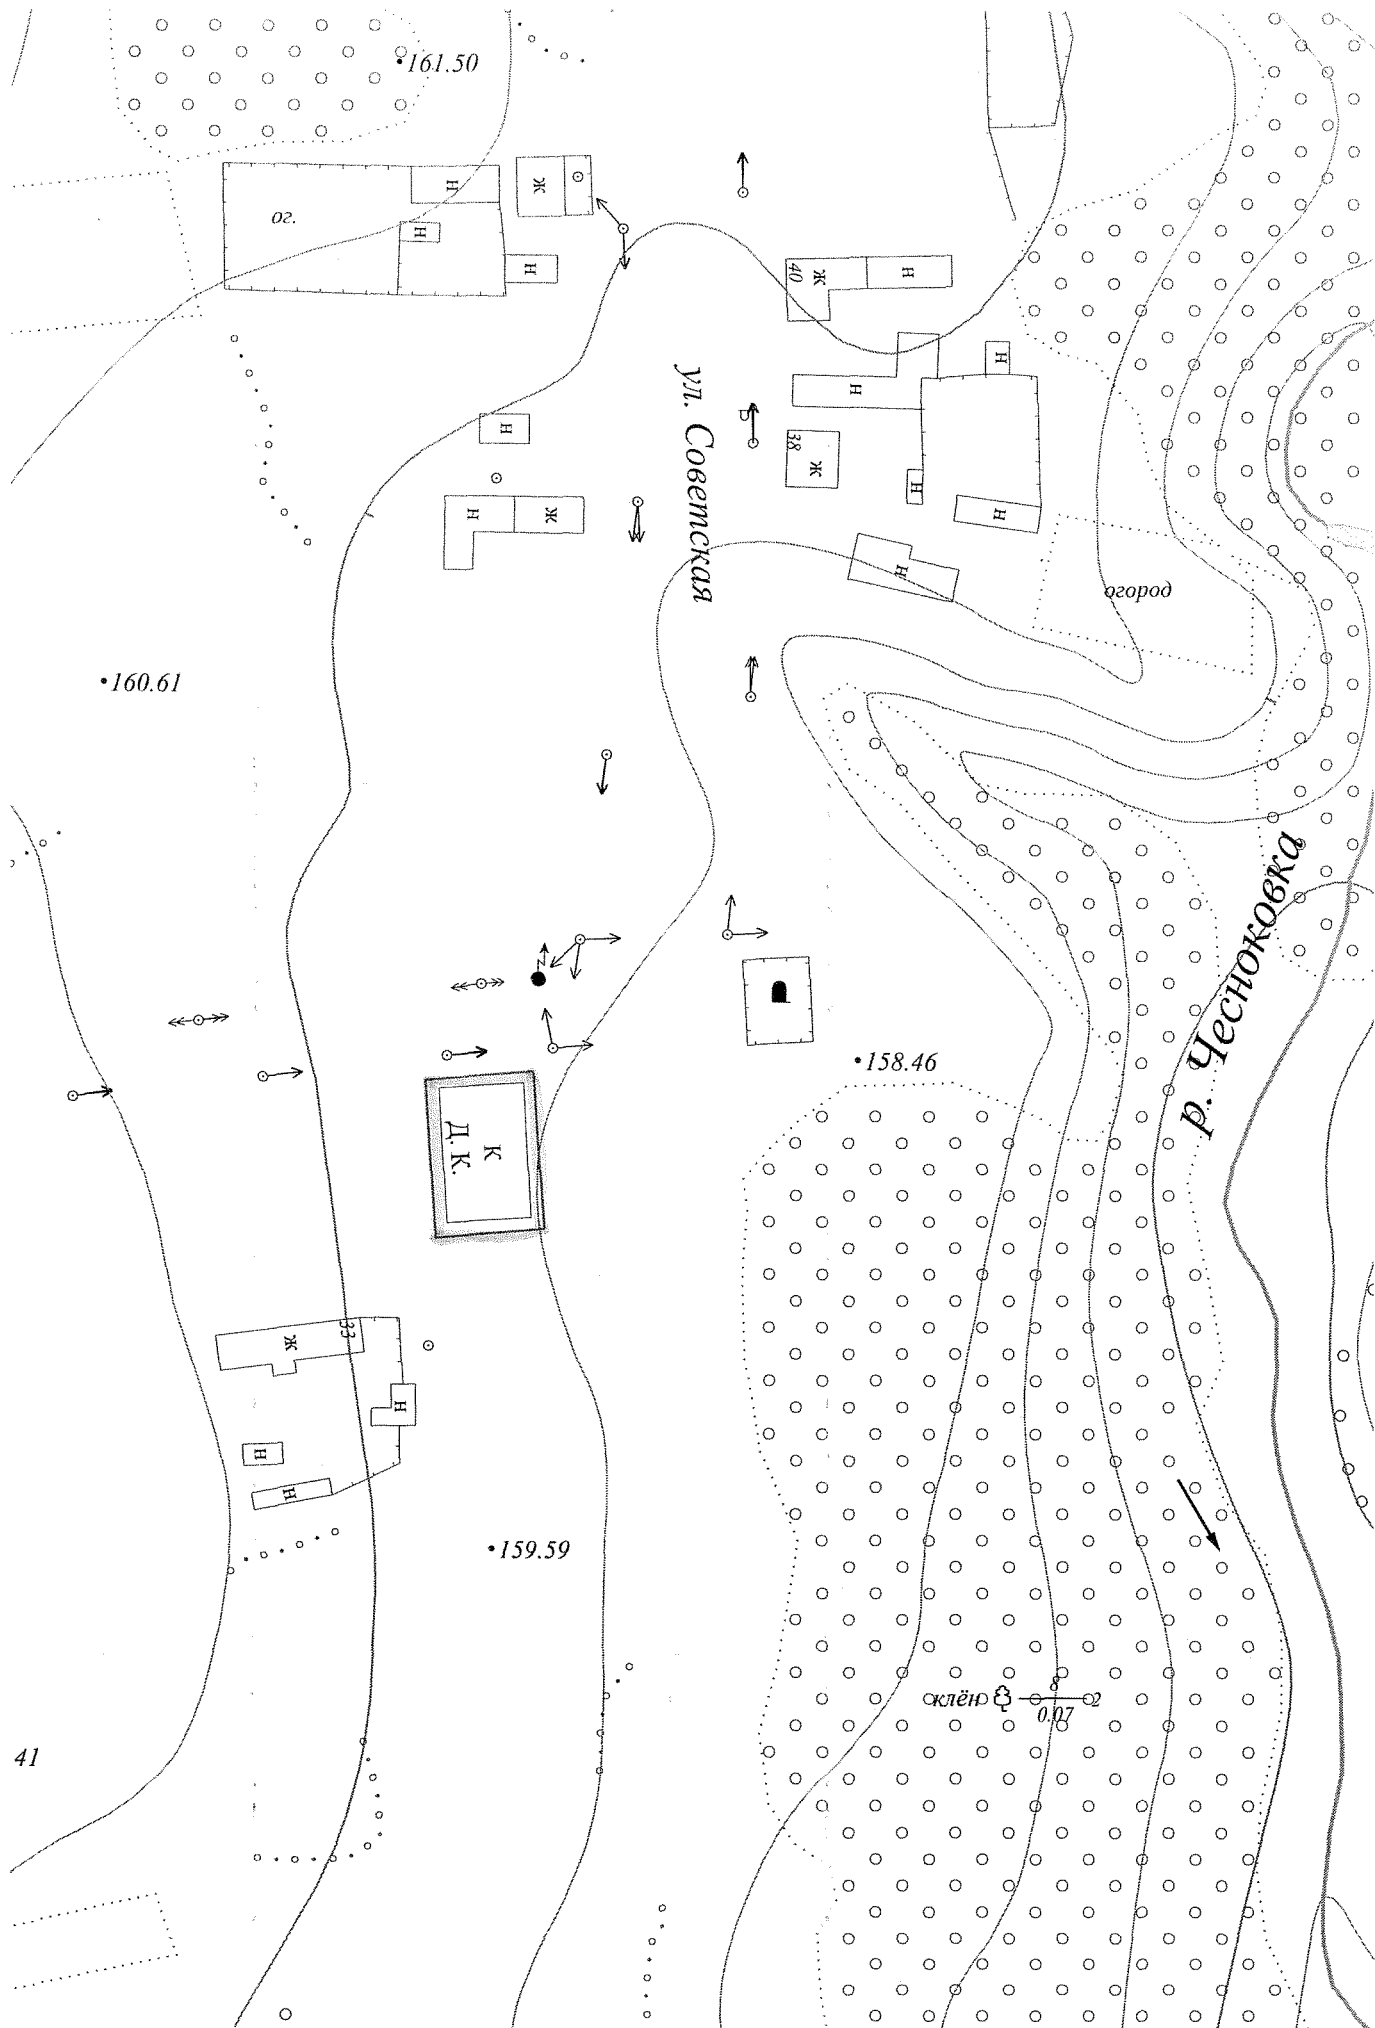 161.50
Н
Ж
ог.
Н
Н
40
Ж
Н
Н
Н
ул. Советская
38
Ж
Н
Н
Н
Н
Ж
Н
Н
огород
160.61
р. Чесноковка
158.46
К
Д. К.
33
Ж
Н
Н
Н
159.59
клён
8
0.07
2
41